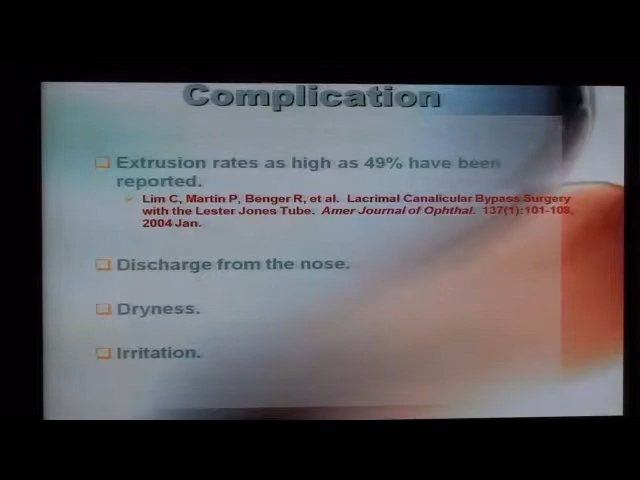 Complication
Extrusion rates as high as 49% have been
reported.
Lim C, Martin P, Benger R, et al. Lacrimal Canalicular Bypass Surgery
with the Lester Jones Tube. Amer Journal of Ophthal. 137(1):101-108,
2004 Jan.
Discharge from the nose.
Dryness.
Irritation.